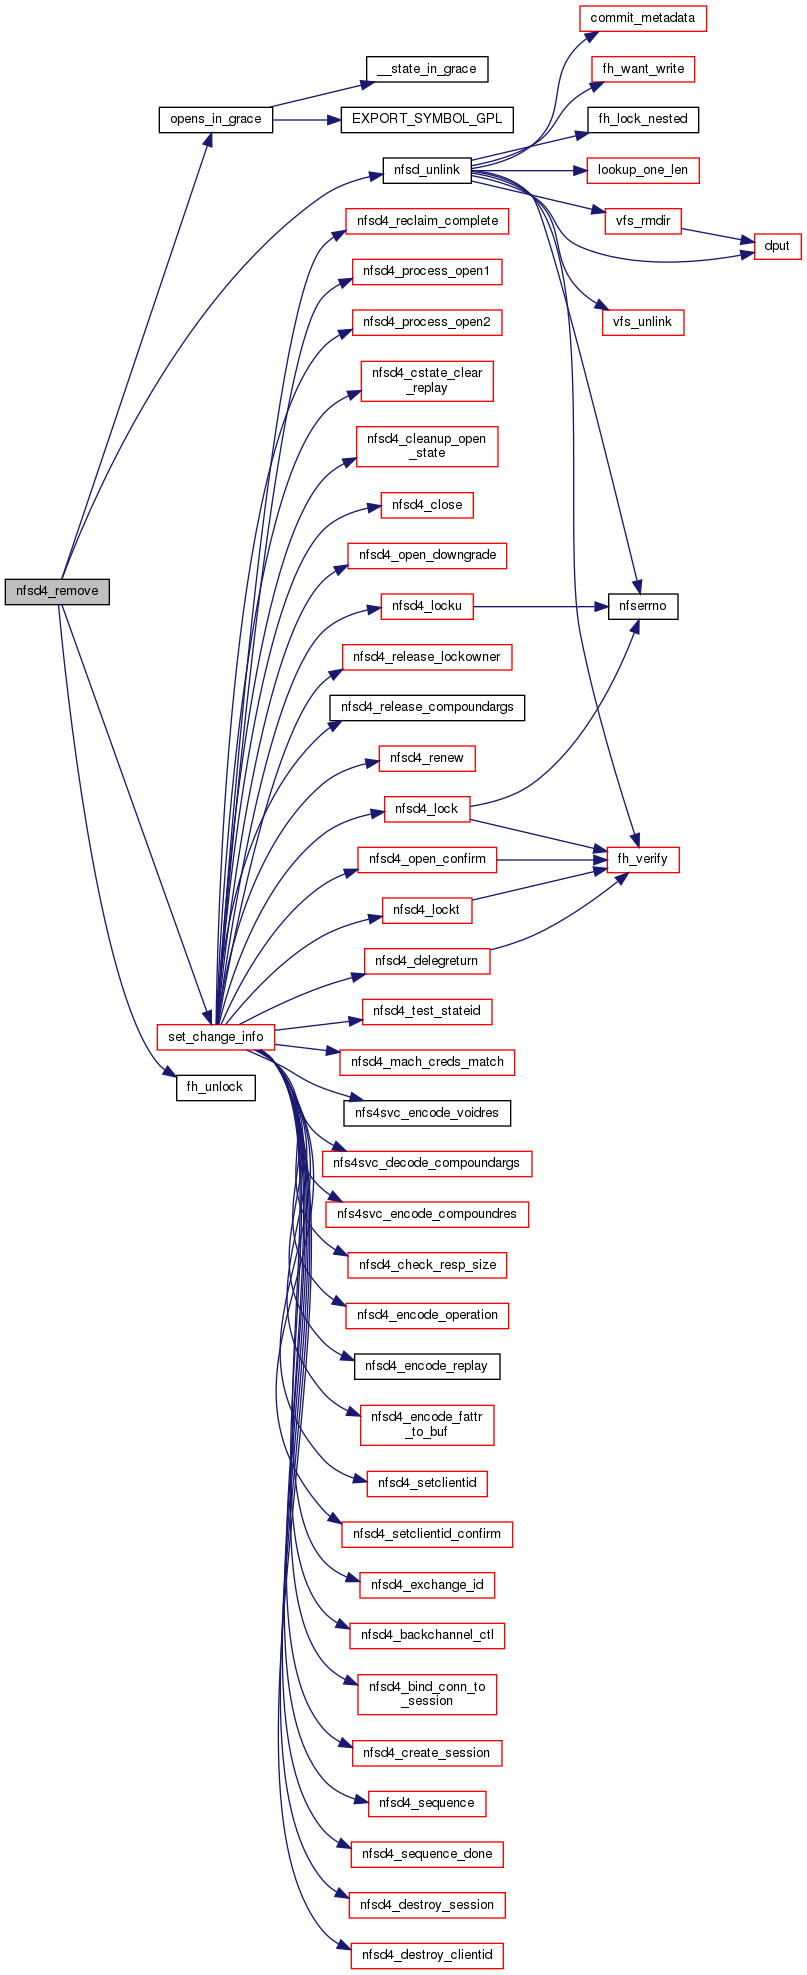 commit_metadata
__state_in_grace
fh_want_write
opens_in_grace
EXPORT_SYMBOL_GPL
fh_lock_nested
nfsd_unlink
lookup_one_len
nfsd4_reclaim_complete
vfs_rmdir
dput
nfsd4_process_open1
nfsd4_process_open2
vfs_unlink
nfsd4_cstate_clear
_replay
nfsd4_cleanup_open
_state
nfsd4_close
nfsd4_open_downgrade
nfsd4_remove
nfsd4_locku
nfserrno
nfsd4_release_lockowner
nfsd4_release_compoundargs
nfsd4_renew
nfsd4_lock
nfsd4_open_confirm
fh_verify
nfsd4_lockt
nfsd4_delegreturn
nfsd4_test_stateid
set_change_info
nfsd4_mach_creds_match
fh_unlock
nfs4svc_encode_voidres
nfs4svc_decode_compoundargs
nfs4svc_encode_compoundres
nfsd4_check_resp_size
nfsd4_encode_operation
nfsd4_encode_replay
nfsd4_encode_fattr
_to_buf
nfsd4_setclientid
nfsd4_setclientid_confirm
nfsd4_exchange_id
nfsd4_backchannel_ctl
nfsd4_bind_conn_to
_session
nfsd4_create_session
nfsd4_sequence
nfsd4_sequence_done
nfsd4_destroy_session
nfsd4_destroy_clientid